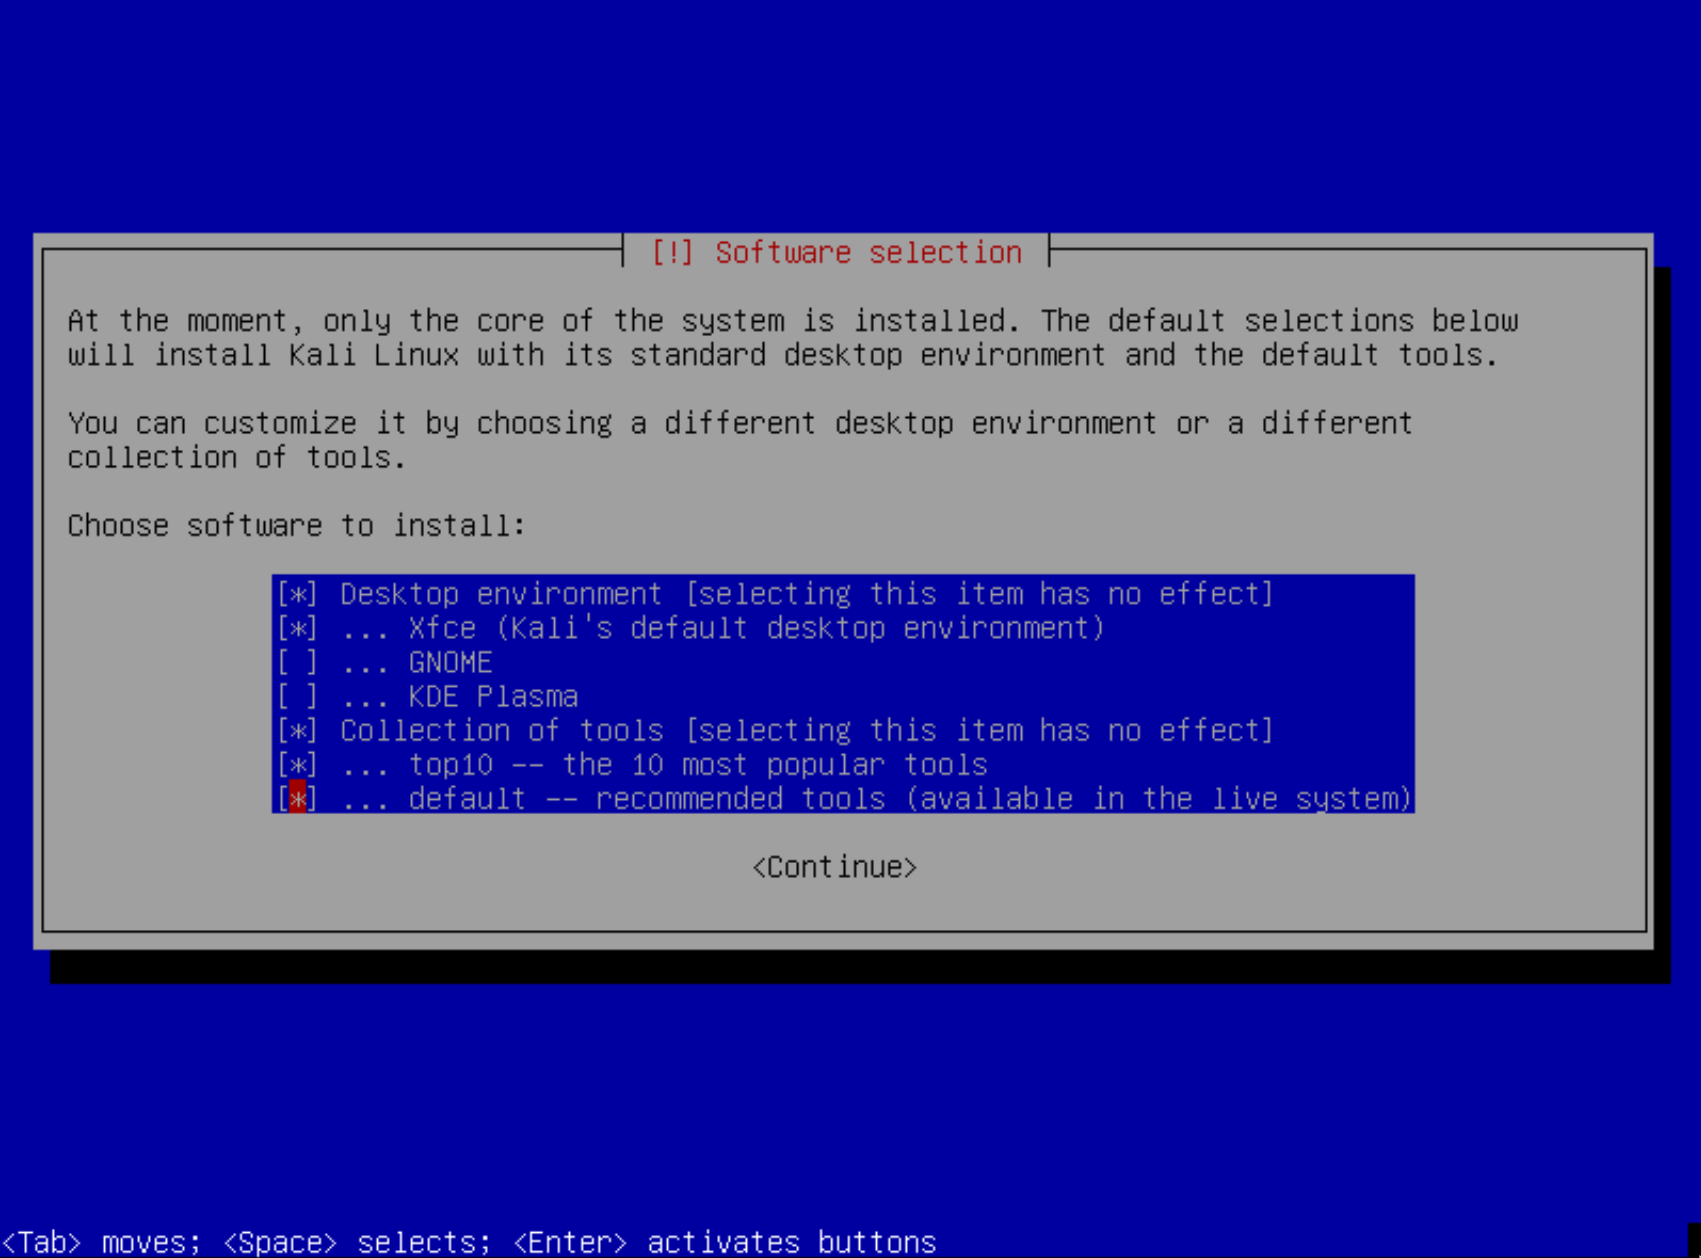 [!] Software selection
At the moment, only the core of the system is installed. The default selections below
will install Kali Linux with its standard desktop environment and the default tools.
You can customize it by choosing a different desktop environment or a different
collection of tools.
Choose software to install:
[*] Desktop environment [selecting this item has no effect]
[*] ... Xfce (Kali's default desktop environment)
[ ] ... GNOME
[ ] ... KDE Plasma
[*] Collection of tools [selecting this item has no effect]
[*] ... top10 -- the 10 most popular tools
[*] ... default -- recommended tools (available in the live system)
<Continue>
<Tab> moves; <Space> selects; <Enter> activates buttons